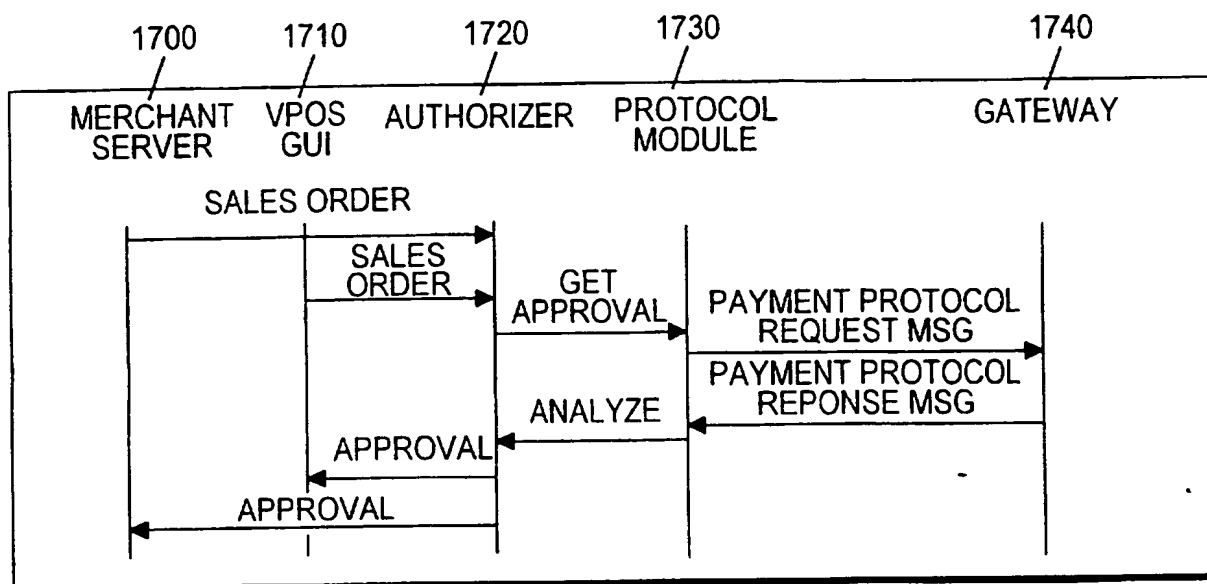 1700 1710 1720 1730 1740
MERCHANT SERVER
VPOS GUI
AUTHORIZER
PROTOCOL MODULE
GATEWAY
SALES ORDER
SALES
ORDER
GET
APPROVAL
PAYMENT PROTOCOL
REQUEST MSG
PAYMENT PROTOCOL
REPONSE MSG
ANALYZE
APPROVAL
APPROVAL